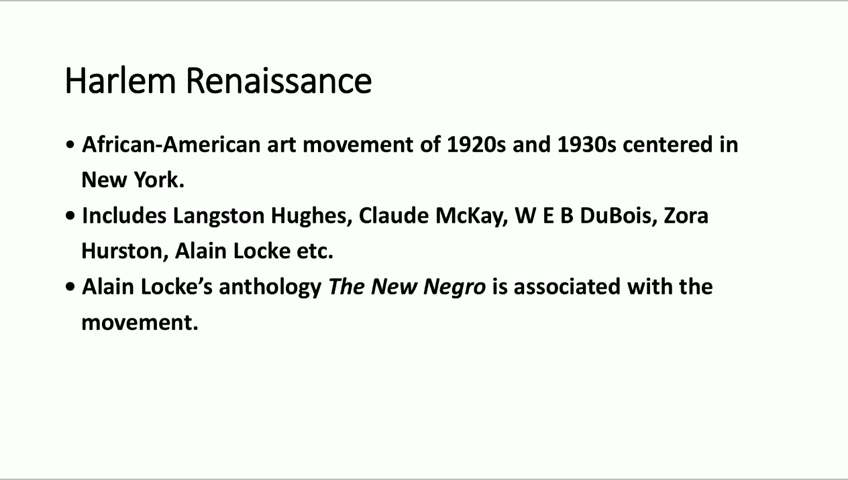 Harlem Renaissance
• African-American art movement of 1920s and 1930s centered in
New York.
• Includes Langston Hughes, Claude McKay, W E B DuBois, Zora
Hurston, Alain Locke etc.
• Alain Locke’s anthology The New Negro is associated with the
movement.